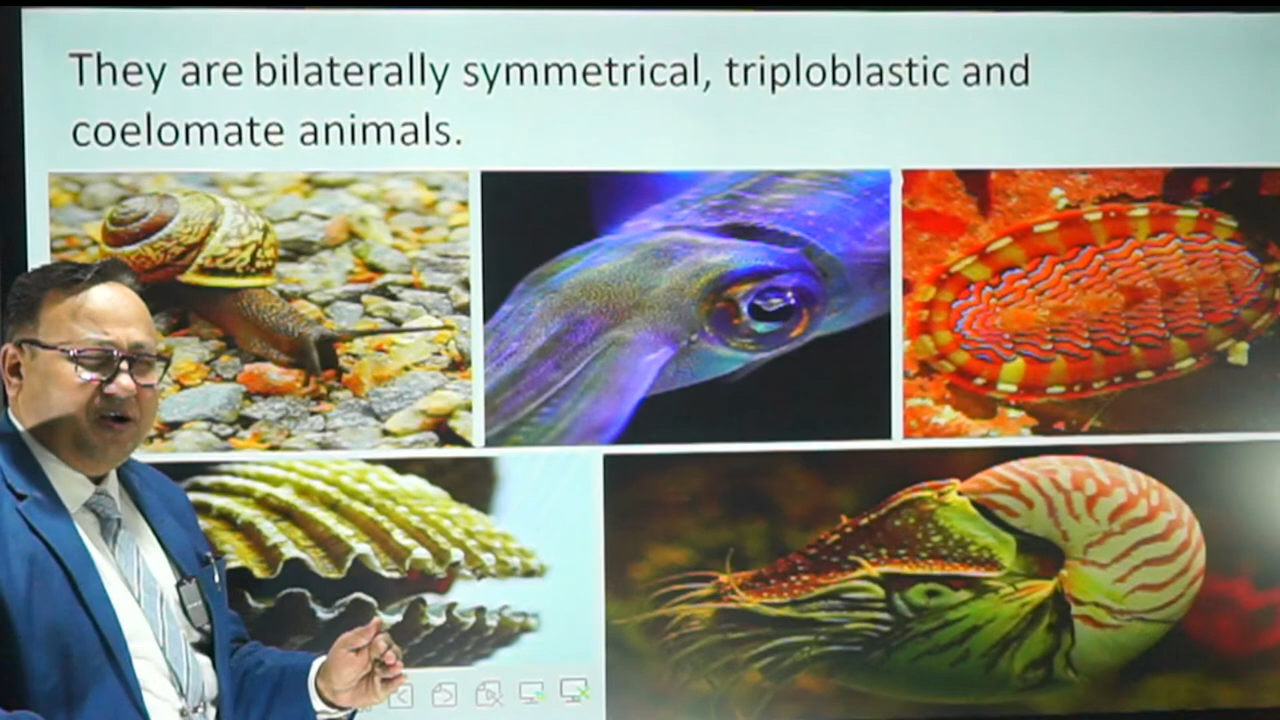 They are bilaterally symmetrical, triploblastic and
coelomate animals.